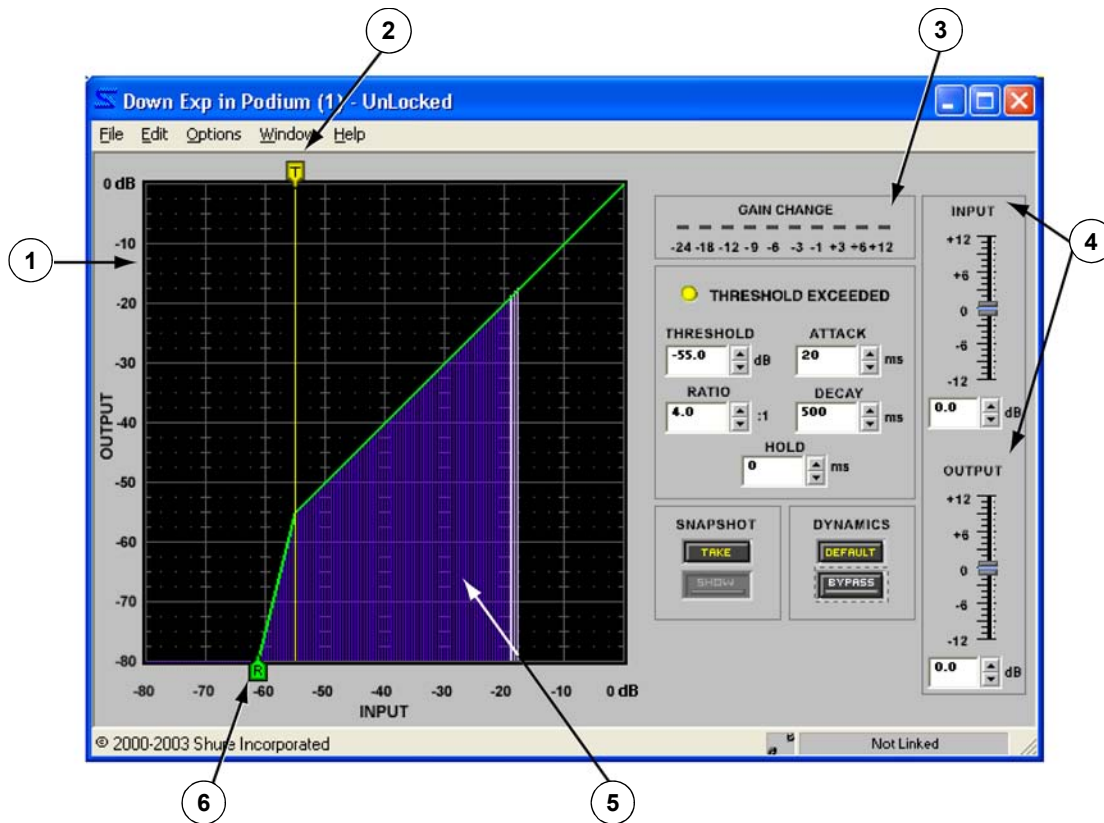 2
3
Down Exp in Podium (1) - UnLocked
File Edit Options Window Help
T
0 dB
-10
-20
-30
-40
-50
-60
-70
-80
OUTPUT
-80 -70 -60 -50 -40 -30 -20 -10 0 dB
INPUT
R
1
GAIN CHANGE
-24 -18 -12 -9 -6 -3 -1 +3 +6 +12
THRESHOLD EXCEEDED
THRESHOLD ATTACK
-55.0 dB 20 ms
RATIO DECAY
4.0 :1 500 ms
HOLD
0 ms
SNAPSHOT DYNAMICS
TAKE DEFAULT
SHOW BYPASS
INPUT
+12
+6
0
-6
-12
0.0 dB
OUTPUT
+12
+6
0
-6
-12
0.0 dB
4
© 2000-2003 Shure Incorporated
Not Linked
6
5